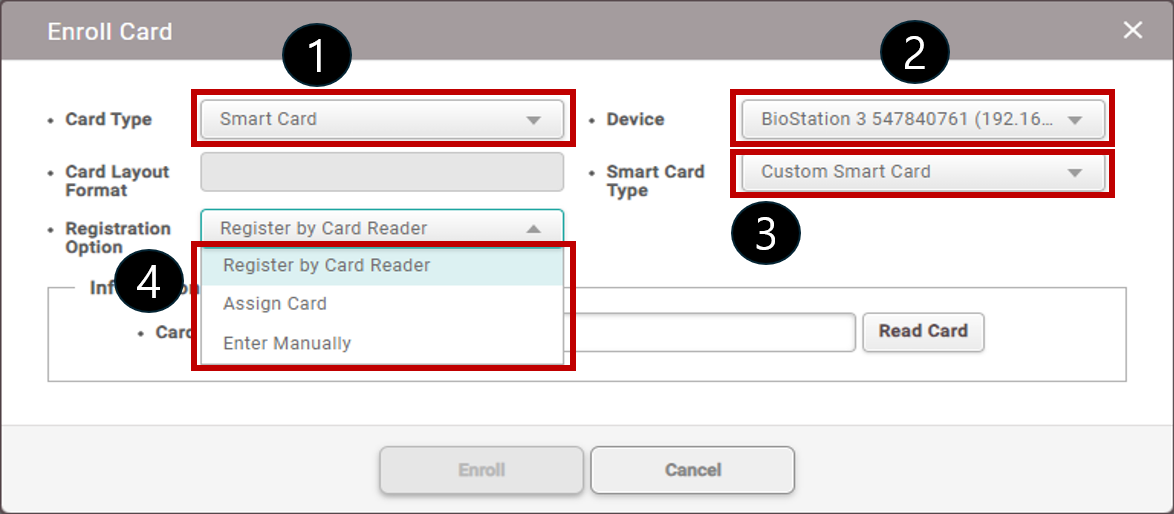 Enroll Card
1
2
Card Type
Smart Card
Device
BioStation 3 547840761 (192.16...
Card Layout
Format
Smart Card
Type
Custom Smart Card
3
Registration
Option
Register by Card Reader
4
Register by Card Reader
Assign Card
Enter Manually
Card
Read Card
Enroll
Cancel